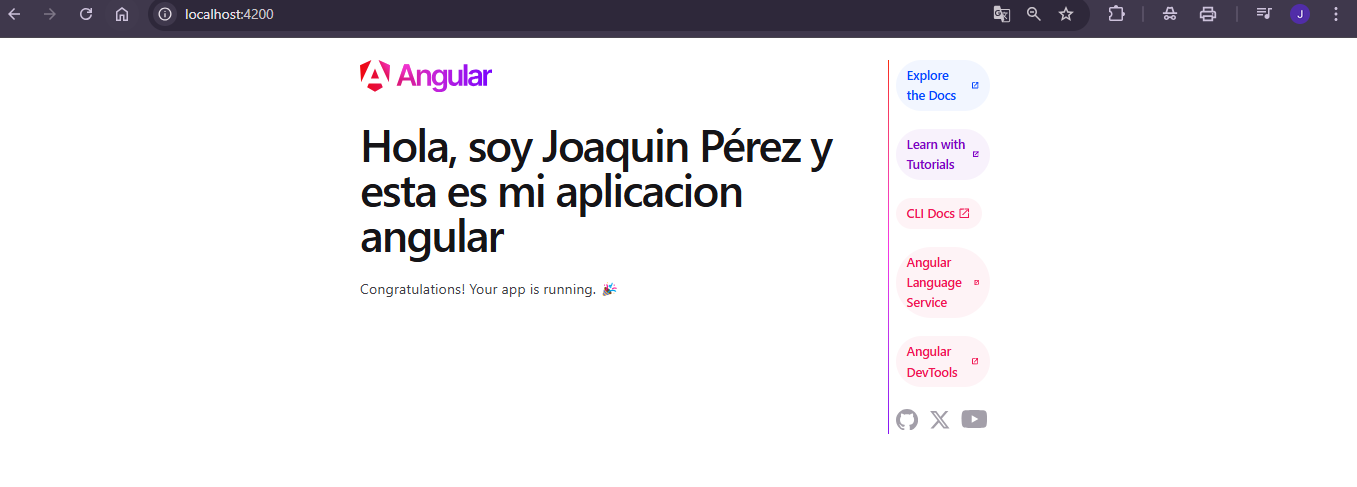 localhost:4200
Angular
Hola, soy Joaquin Pérez y
esta es mi aplicacion
angular
Congratulations! Your app is running. 🎉
Explore
the Docs
Learn with
Tutorials
CLI Docs
Angular
Language
Service
Angular
DevTools
J